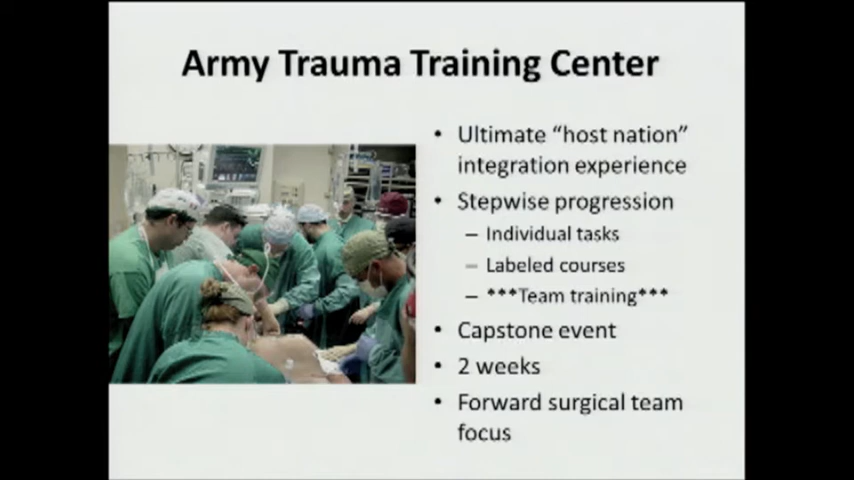 Army Trauma Training Center
• Ultimate “host nation”
integration experience
• Stepwise progression
– Individual tasks
– Labeled courses
– ***Team training***
• Capstone event
• 2 weeks
• Forward surgical team
focus